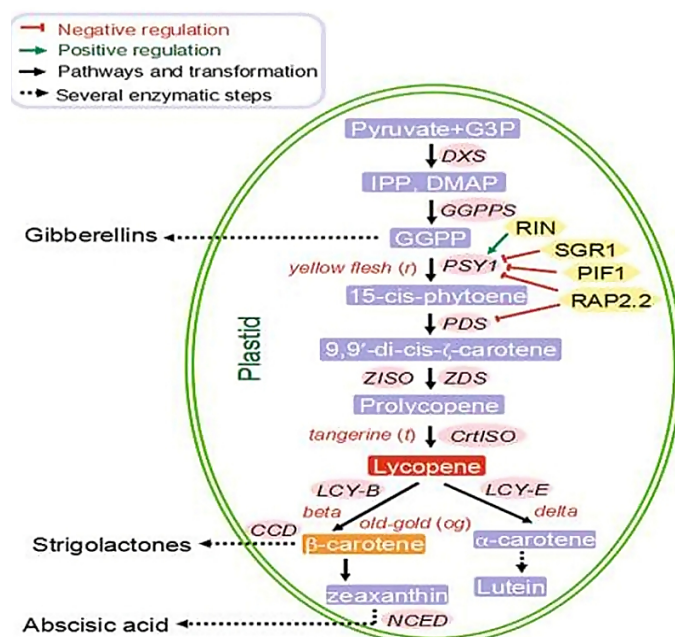 Negative regulation
Positive regulation
Pathways and transformation
Several enzymatic steps
Pyruvate+G3P
DXS
IPP, DMAP
GGPPS
Gibberellins
GGPP
RIN
yellow flesh (r)
PSY1
SGR1
PIF1
RAP2.2
15-cis-phytoene
PDS
Plastid
9,9′-di-cis-ζ-carotene
ZISO
ZDS
Prolycopene
tangerine (t)
CrtISO
Lycopene
LCY-B
LCY-E
beta
old-gold (og)
delta
CCD
Strigolactones
β-carotene
α-carotene
zeaxanthin
Lutein
Abscisic acid
NCED